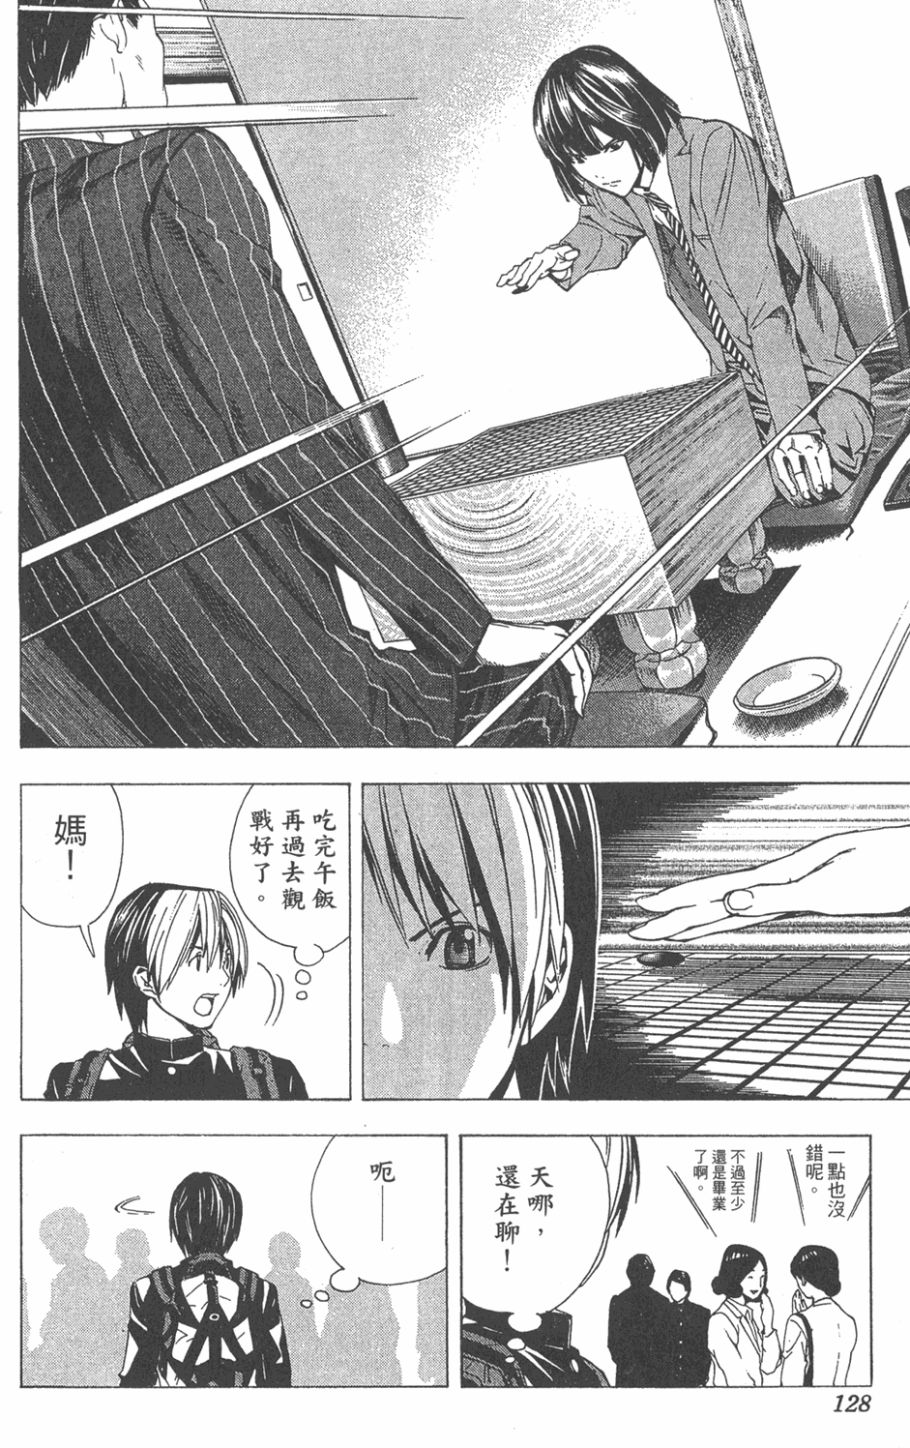 吃完午飯
再過去觀
戰好了。
媽！
一點也沒
錯呢。
不過至少
還是畢業
了啊。
天哪，
還在聊！
呃——
128